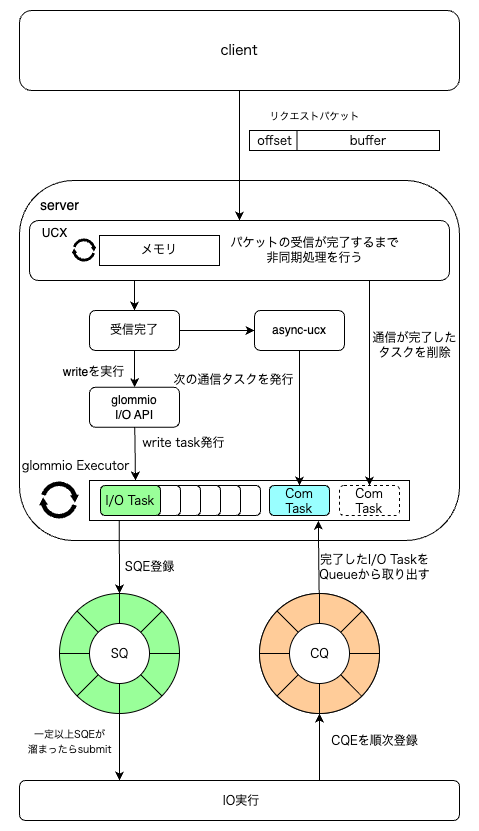 client
リクエストパケット
offset
buffer
server
UCX
メモリ
パケットの受信が完了するまで
非同期処理を行う
受信完了
async-ucx
通信が完了した
タスクを削除
writeを実行
次の通信タスクを発行
glommio
I/O API
write task発行
glommio Executor
I/O Task
Com
Task
Com
Task
SQE登録
完了したI/O Taskを
Queueから取り出す
SQ
CQ
一定以上SQEが
溜まったらsubmit
CQEを順次登録
IO実行